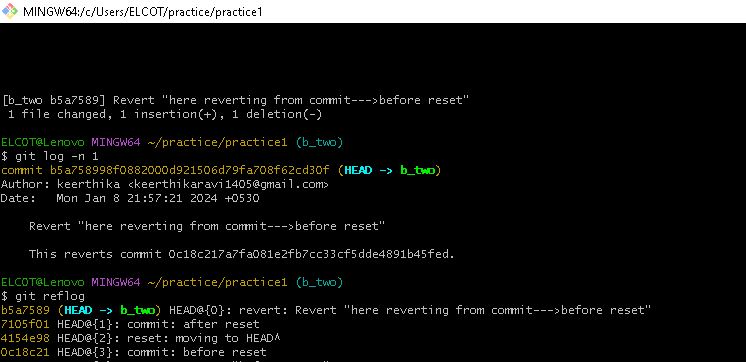 MINGW64:/c/Users/ELCOT/practice/practice1
[b_two b5a7589] Revert "here reverting from commit--->before reset"
1 file changed, 1 insertion(+), 1 deletion(-)
ELCOT@Lenovo MINGW64 ~/practice/practice1 (b_two)
$ git log -n 1
commit b5a758998f0882000d921506d79fa708f62cd30f (HEAD -> b_two)
Author: keerthika <keerthikaravi1405@gmail.com>
Date:   Mon Jan 8 21:57:21 2024 +0530
Revert "here reverting from commit--->before reset"
This reverts commit 0c18c217a7fa081e2fb7cc33cf5dde4891b45fed.
ELCOT@Lenovo MINGW64 ~/practice/practice1 (b_two)
$ git reflog
b5a7589 (HEAD -> b_two) HEAD@{0}: revert: Revert "here reverting from commit--->before reset"
7105f01 HEAD@{1}: commit: after reset
4154e98 HEAD@{2}: reset: moving to HEAD^
0c18c21 HEAD@{3}: commit: before reset